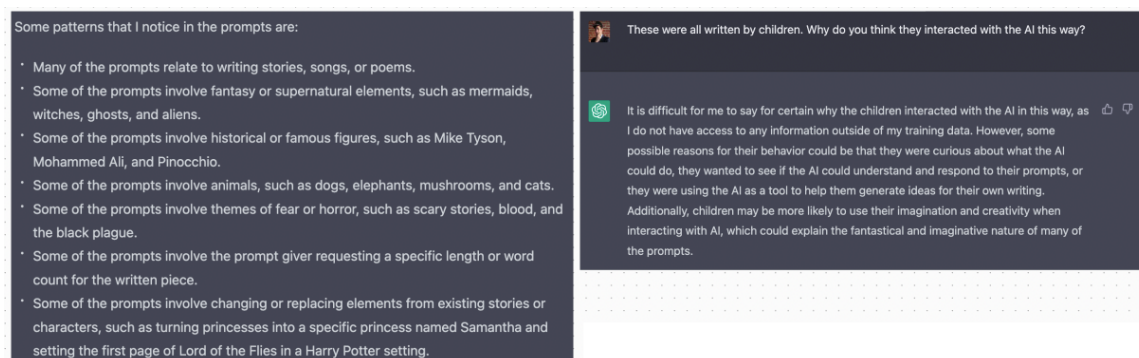 Some patterns that I notice in the prompts are:
• Many of the prompts relate to writing stories, songs, or poems.
• Some of the prompts involve fantasy or supernatural elements, such as mermaids,
witches, ghosts, and aliens.
• Some of the prompts involve historical or famous figures, such as Mike Tyson,
Mohammed Ali, and Pinocchio.
• Some of the prompts involve animals, such as dogs, elephants, mushrooms, and cats.
• Some of the prompts involve themes of fear or horror, such as scary stories, blood, and
the black plague.
• Some of the prompts involve the prompt giver requesting a specific length or word
count for the written piece.
• Some of the prompts involve changing or replacing elements from existing stories or
characters, such as turning princesses into a specific princess named Samantha and
setting the first page of Lord of the Flies in a Harry Potter setting.
These were all written by children. Why do you think they interacted with the AI this way?
It is difficult for me to say for certain why the children interacted with the AI in this way, as
I do not have access to any information outside of my training data. However, some
possible reasons for their behavior could be that they were curious about what the AI
could do, they wanted to see if the AI could understand and respond to their prompts, or
they were using the AI as a tool to help them generate ideas for their own writing.
Additionally, children may be more likely to use their imagination and creativity when
interacting with AI, which could explain the fantastical and imaginative nature of many of
the prompts.